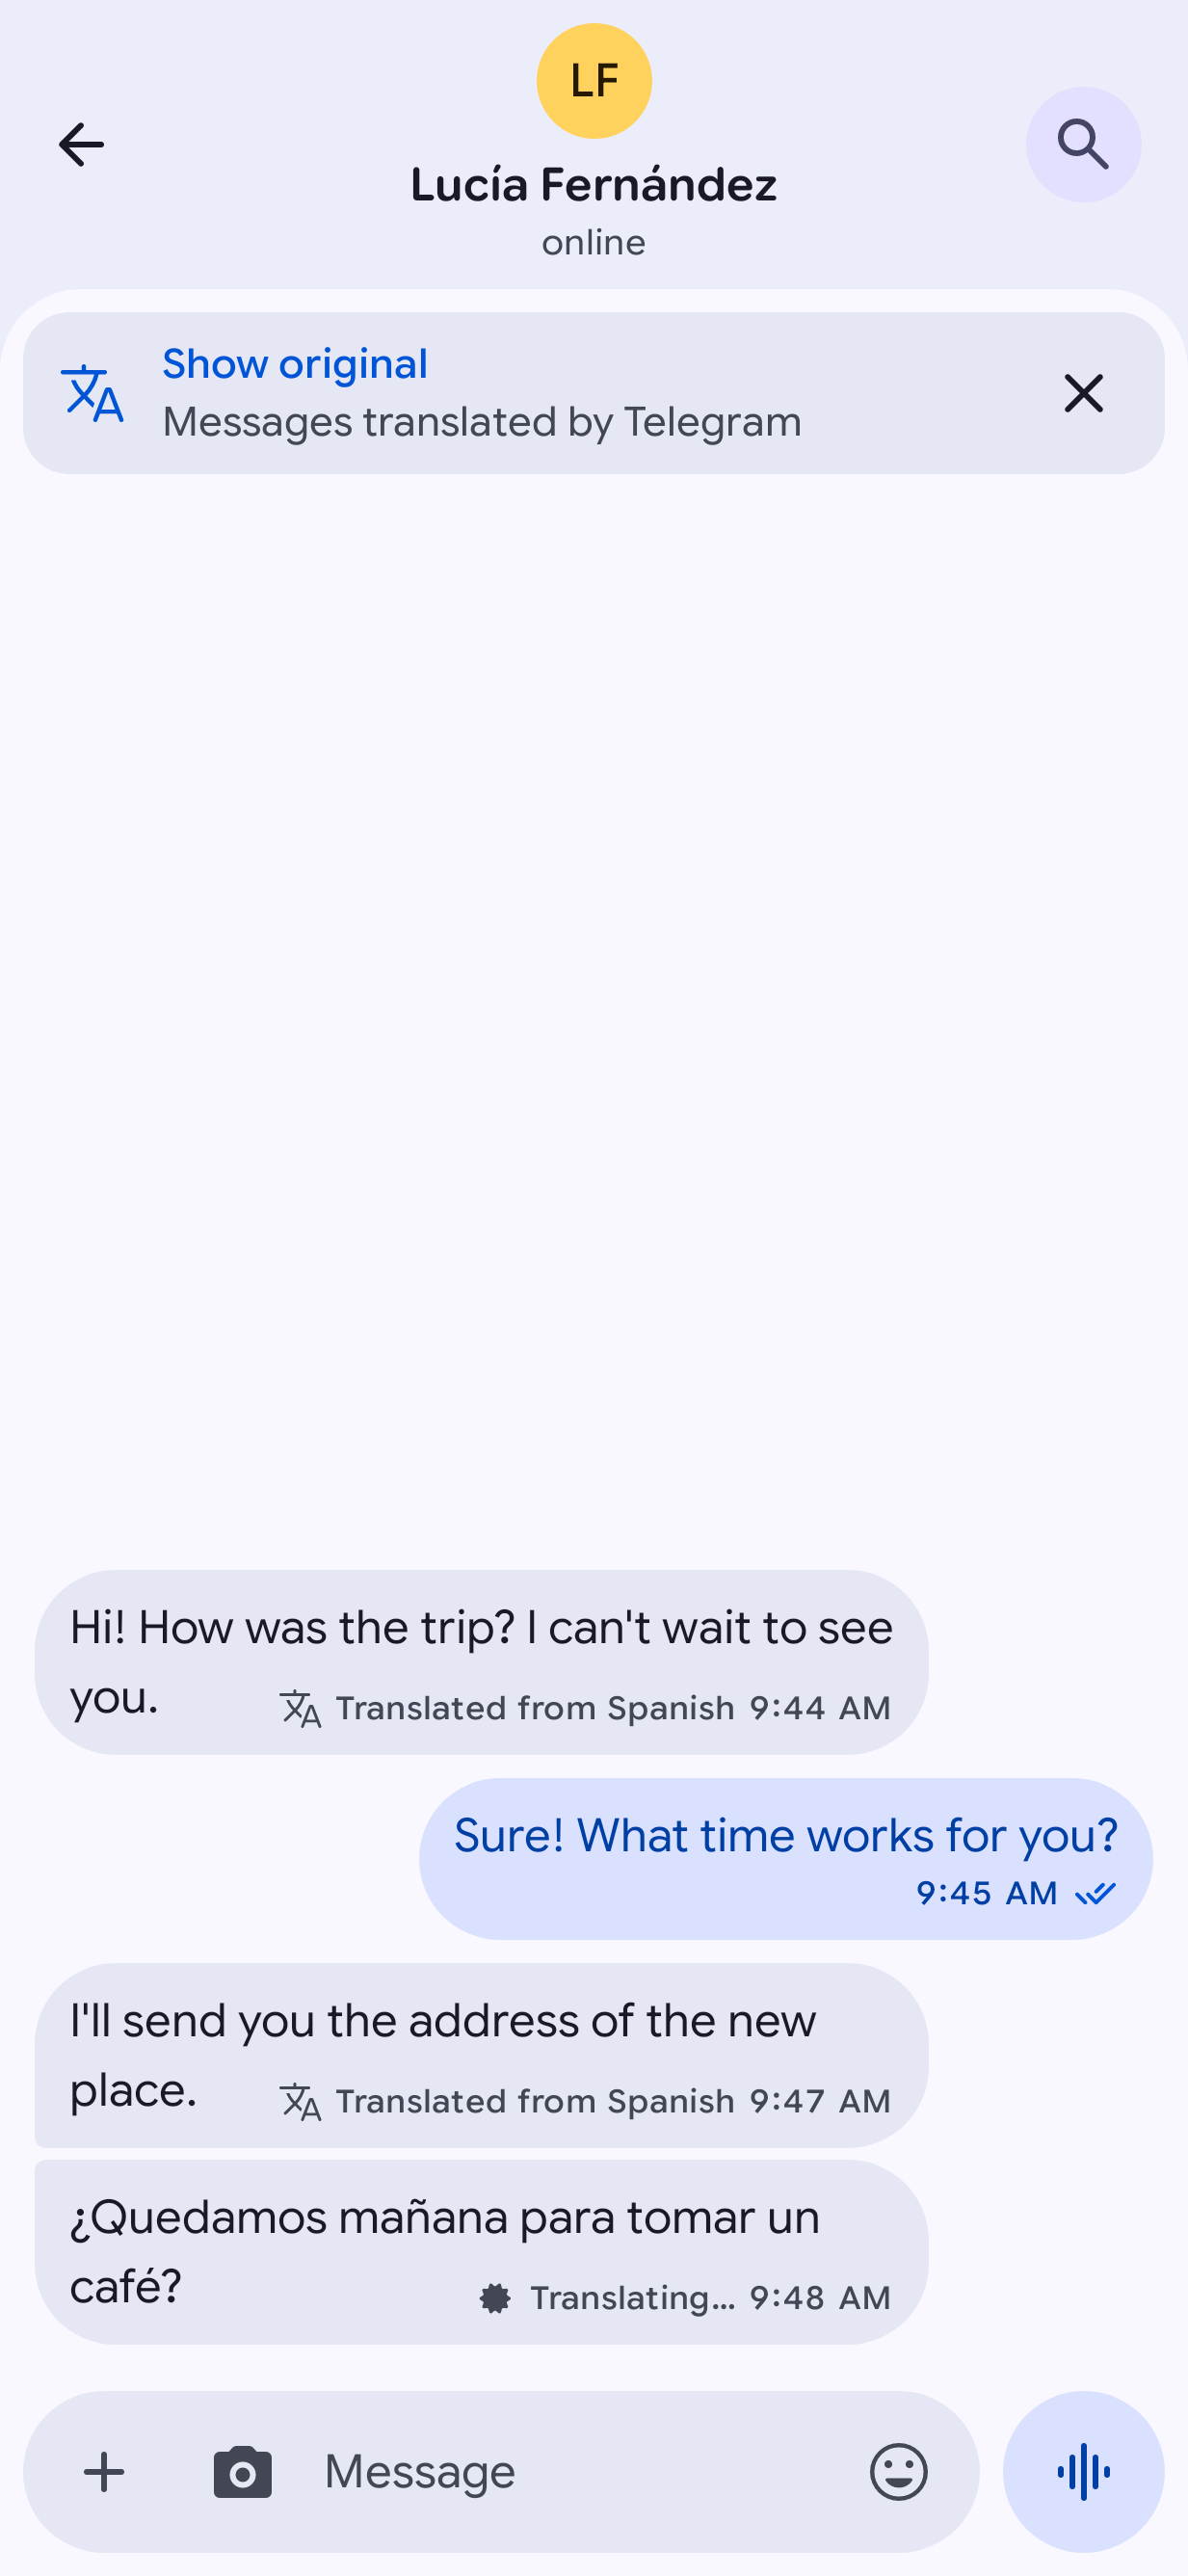 LF
Lucía Fernández
online
Show original
Messages translated by Telegram
Hi! How was the trip? I can't wait to see
you.
Translated from Spanish 9:44 AM
Sure! What time works for you?
9:45 AM
I'll send you the address of the new
place.
Translated from Spanish 9:47 AM
¿Quedamos mañana para tomar un
café?
Translating... 9:48 AM
Message